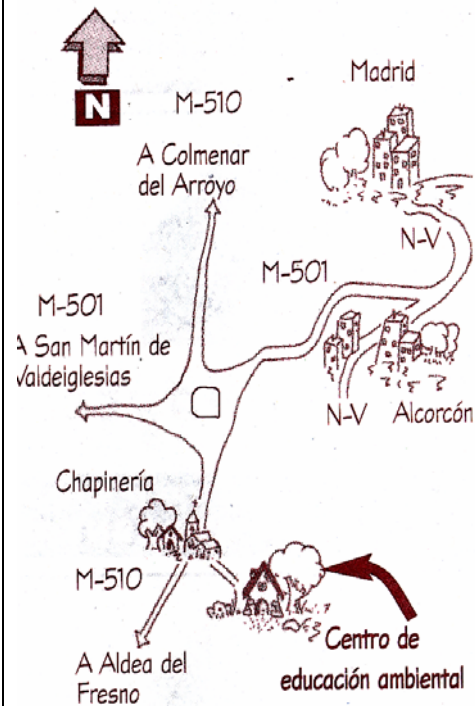 N
M-510
Madrid
A Colmenar
del Arroyo
N-V
M-501
M-501
A San Martín de
Valdeiglesias
N-V
Alcorcón
Chapinería
M-510
Centro de
educación ambiental
A Aldea del
Fresno